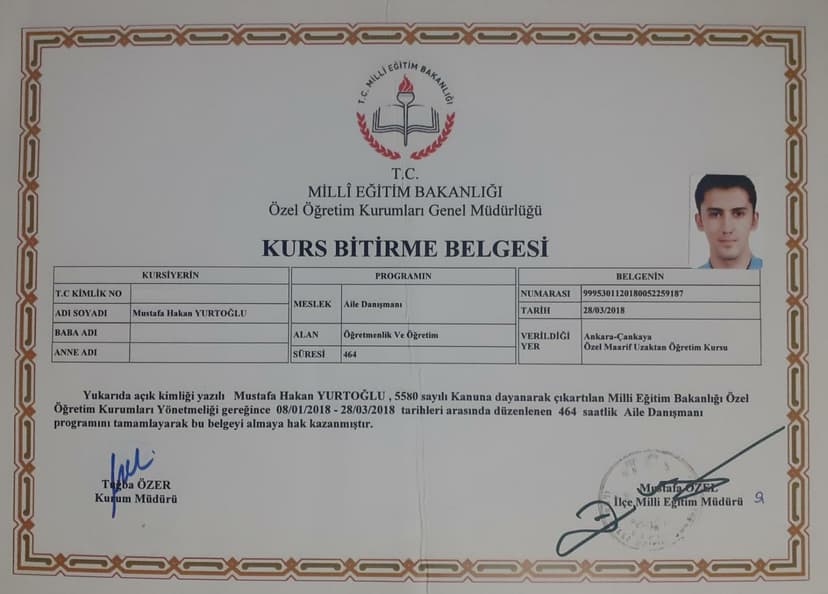 T.C. MİLLÎ EĞİTİM BAKANLIĞI
T.C.
MİLLÎ EĞİTİM BAKANLIĞI
Özel Öğretim Kurumları Genel Müdürlüğü
KURS BİTİRME BELGESİ
KURSİYERİN
T.C KİMLİK NO
ADI SOYADI Mustafa Hakan YURTOĞLU
BABA ADI
ANNE ADI
PROGRAMIN
MESLEK Aile Danışmanı
ALAN Öğretmenlik Ve Öğretim
SÜRESİ 464
BELGENİN
NUMARASI 9995301120180052259187
TARİH 28/03/2018
VERİLDİĞİ YER Ankara-Çankaya
Özel Maarif Uzaktan Öğretim Kursu
Yukarıda açık kimliği yazılı Mustafa Hakan YURTOĞLU , 5580 sayılı Kanuna dayanarak çıkartılan Milli Eğitim Bakanlığı Özel
Öğretim Kurumları Yönetmeliği gereğince 08/01/2018 - 28/03/2018 tarihleri arasında düzenlenen 464 saatlik Aile Danışmanı
programını tamamlayarak bu belgeyi almaya hak kazanmıştır.
Tuğba ÖZER
Kurum Müdürü
Mustafa ÖZEL
İlçe Milli Eğitim Müdürü